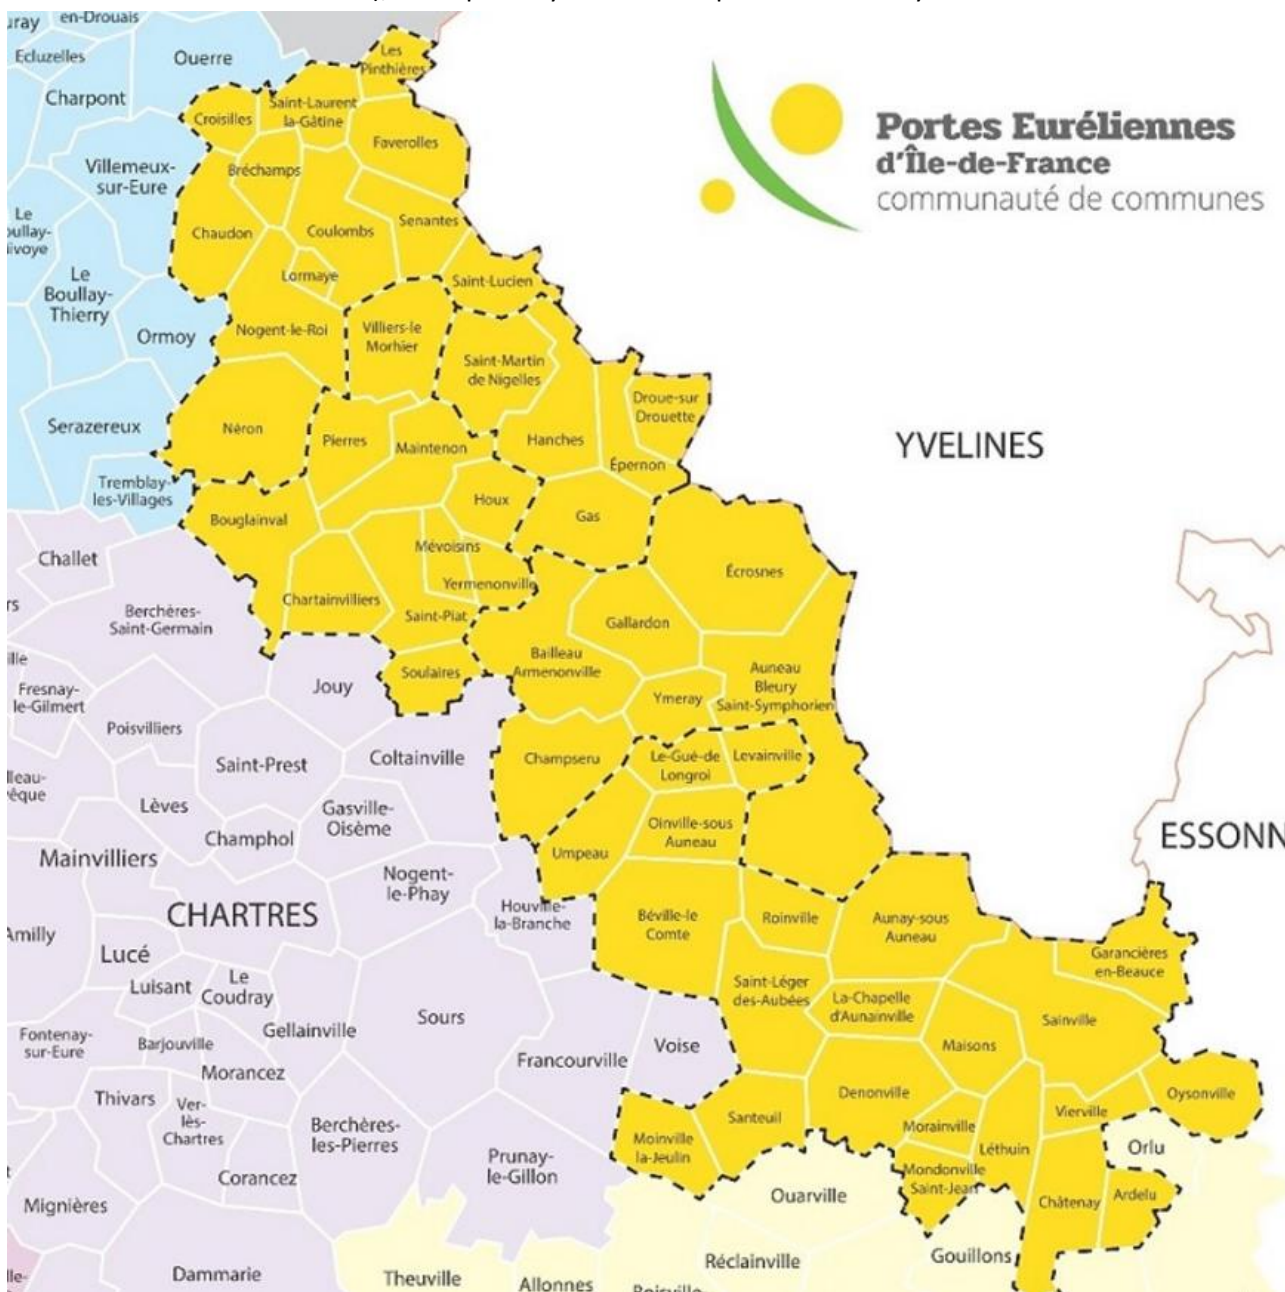 en-Drouais
Ecluzelles
Ouerre
Charpont
Les
Pinthières
Croisilles
Saint-Laurent
la-Gâtine
Faverolles
Portes Euréliennes
d'Île-de-France
communauté de communes
Villemeux-
sur-Eure
Bréchamps
Chaudon
Coulombs
Senantes
Le
Lormaye
Saint-Lucien
Le
Boullay-
Thierry
Ormoy
Nogent-le-Roi
Villiers-le
Morhier
Saint-Martin
de Nigelles
Droue-sur
Drouette
Serazereux
Néron
Pierres
Maintenon
Hanches
Épernon
YVELINES
Tremblay-
les-Villages
Bouglainval
Houx
Gas
Challet
Mévoisins
Yermenonville
Écrosnes
Berchères-
Saint-Germain
Chartainvilliers
Saint-Piat
Gallardon
Fresnay-
le-Gilmert
Jouy
Soulaires
Bailleau
Armenonville
Ymeray
Auneau
Bleury
Saint-Symphorien
Poisvilliers
Saint-Prest
Coltainville
Champseru
Le-Gué-de
Longroi
Levainville
Lèves
Gasville-
Oisème
Champhol
Oinville-sous
Auneau
Mainvilliers
Umpeau
Nogent-
le-Phay
ESSONN
CHARTRES
Houville-
la-Branche
Béville-le
Comte
Roinville
Aunay-sous
Auneau
Amilly
Lucé
Garancières
en-Beauce
Luisant
Le
Coudray
Saint-Léger
des-Aubées
La-Chapelle
d'Aunainville
Sainville
Fontenay-
sur-Eure
Barjouville
Gellainville
Sours
Francourville
Voise
Maisons
Morancez
Thivars
Ver-
lès-
Chartres
Berchères-
les-Pierres
Denonville
Oysonville
Vierville
Santeuil
Morainville
Moinville
la-Jeulin
Léthuin
Orlu
Corancez
Prunay-
le-Gillon
Mondonville
Saint-Jean
Mignières
Ouarville
Châtenay
Ardelu
Dammarie
Theuville
Allonnes
Réclainville
Gouillons